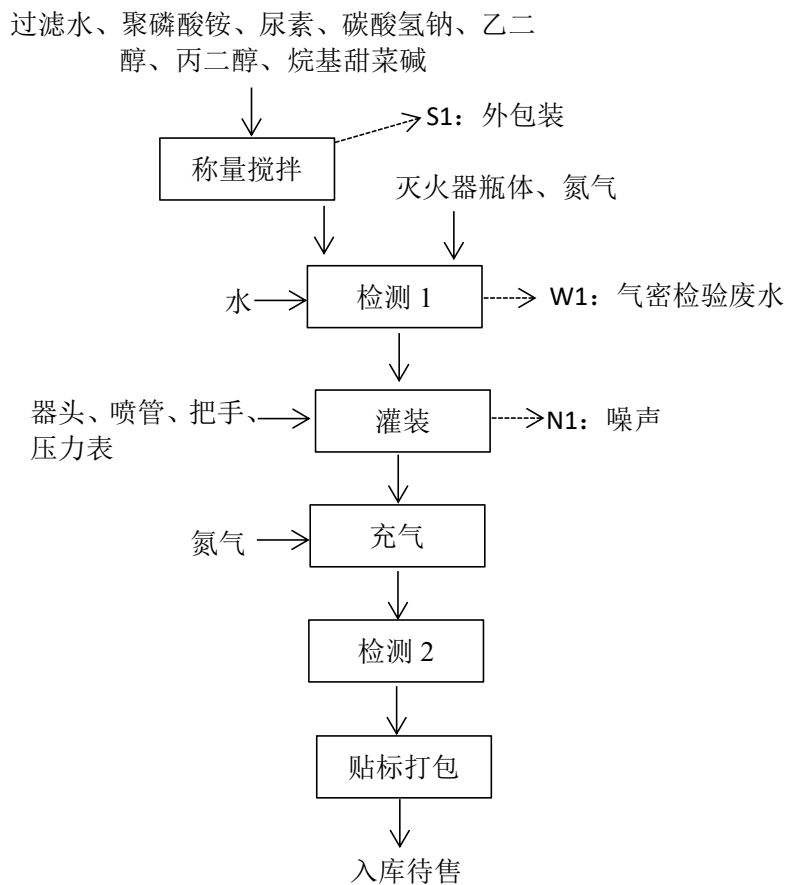 过滤水、聚磷酸铵、尿素、碳酸氢钠、乙二
醇、丙二醇、烷基甜菜碱
S1：外包装
称量搅拌
灭火器瓶体、氮气
水
检测 1
W1：气密检验废水
器头、喷管、把手、
压力表
灌装
N1：噪声
氮气
充气
检测 2
贴标打包
入库待售